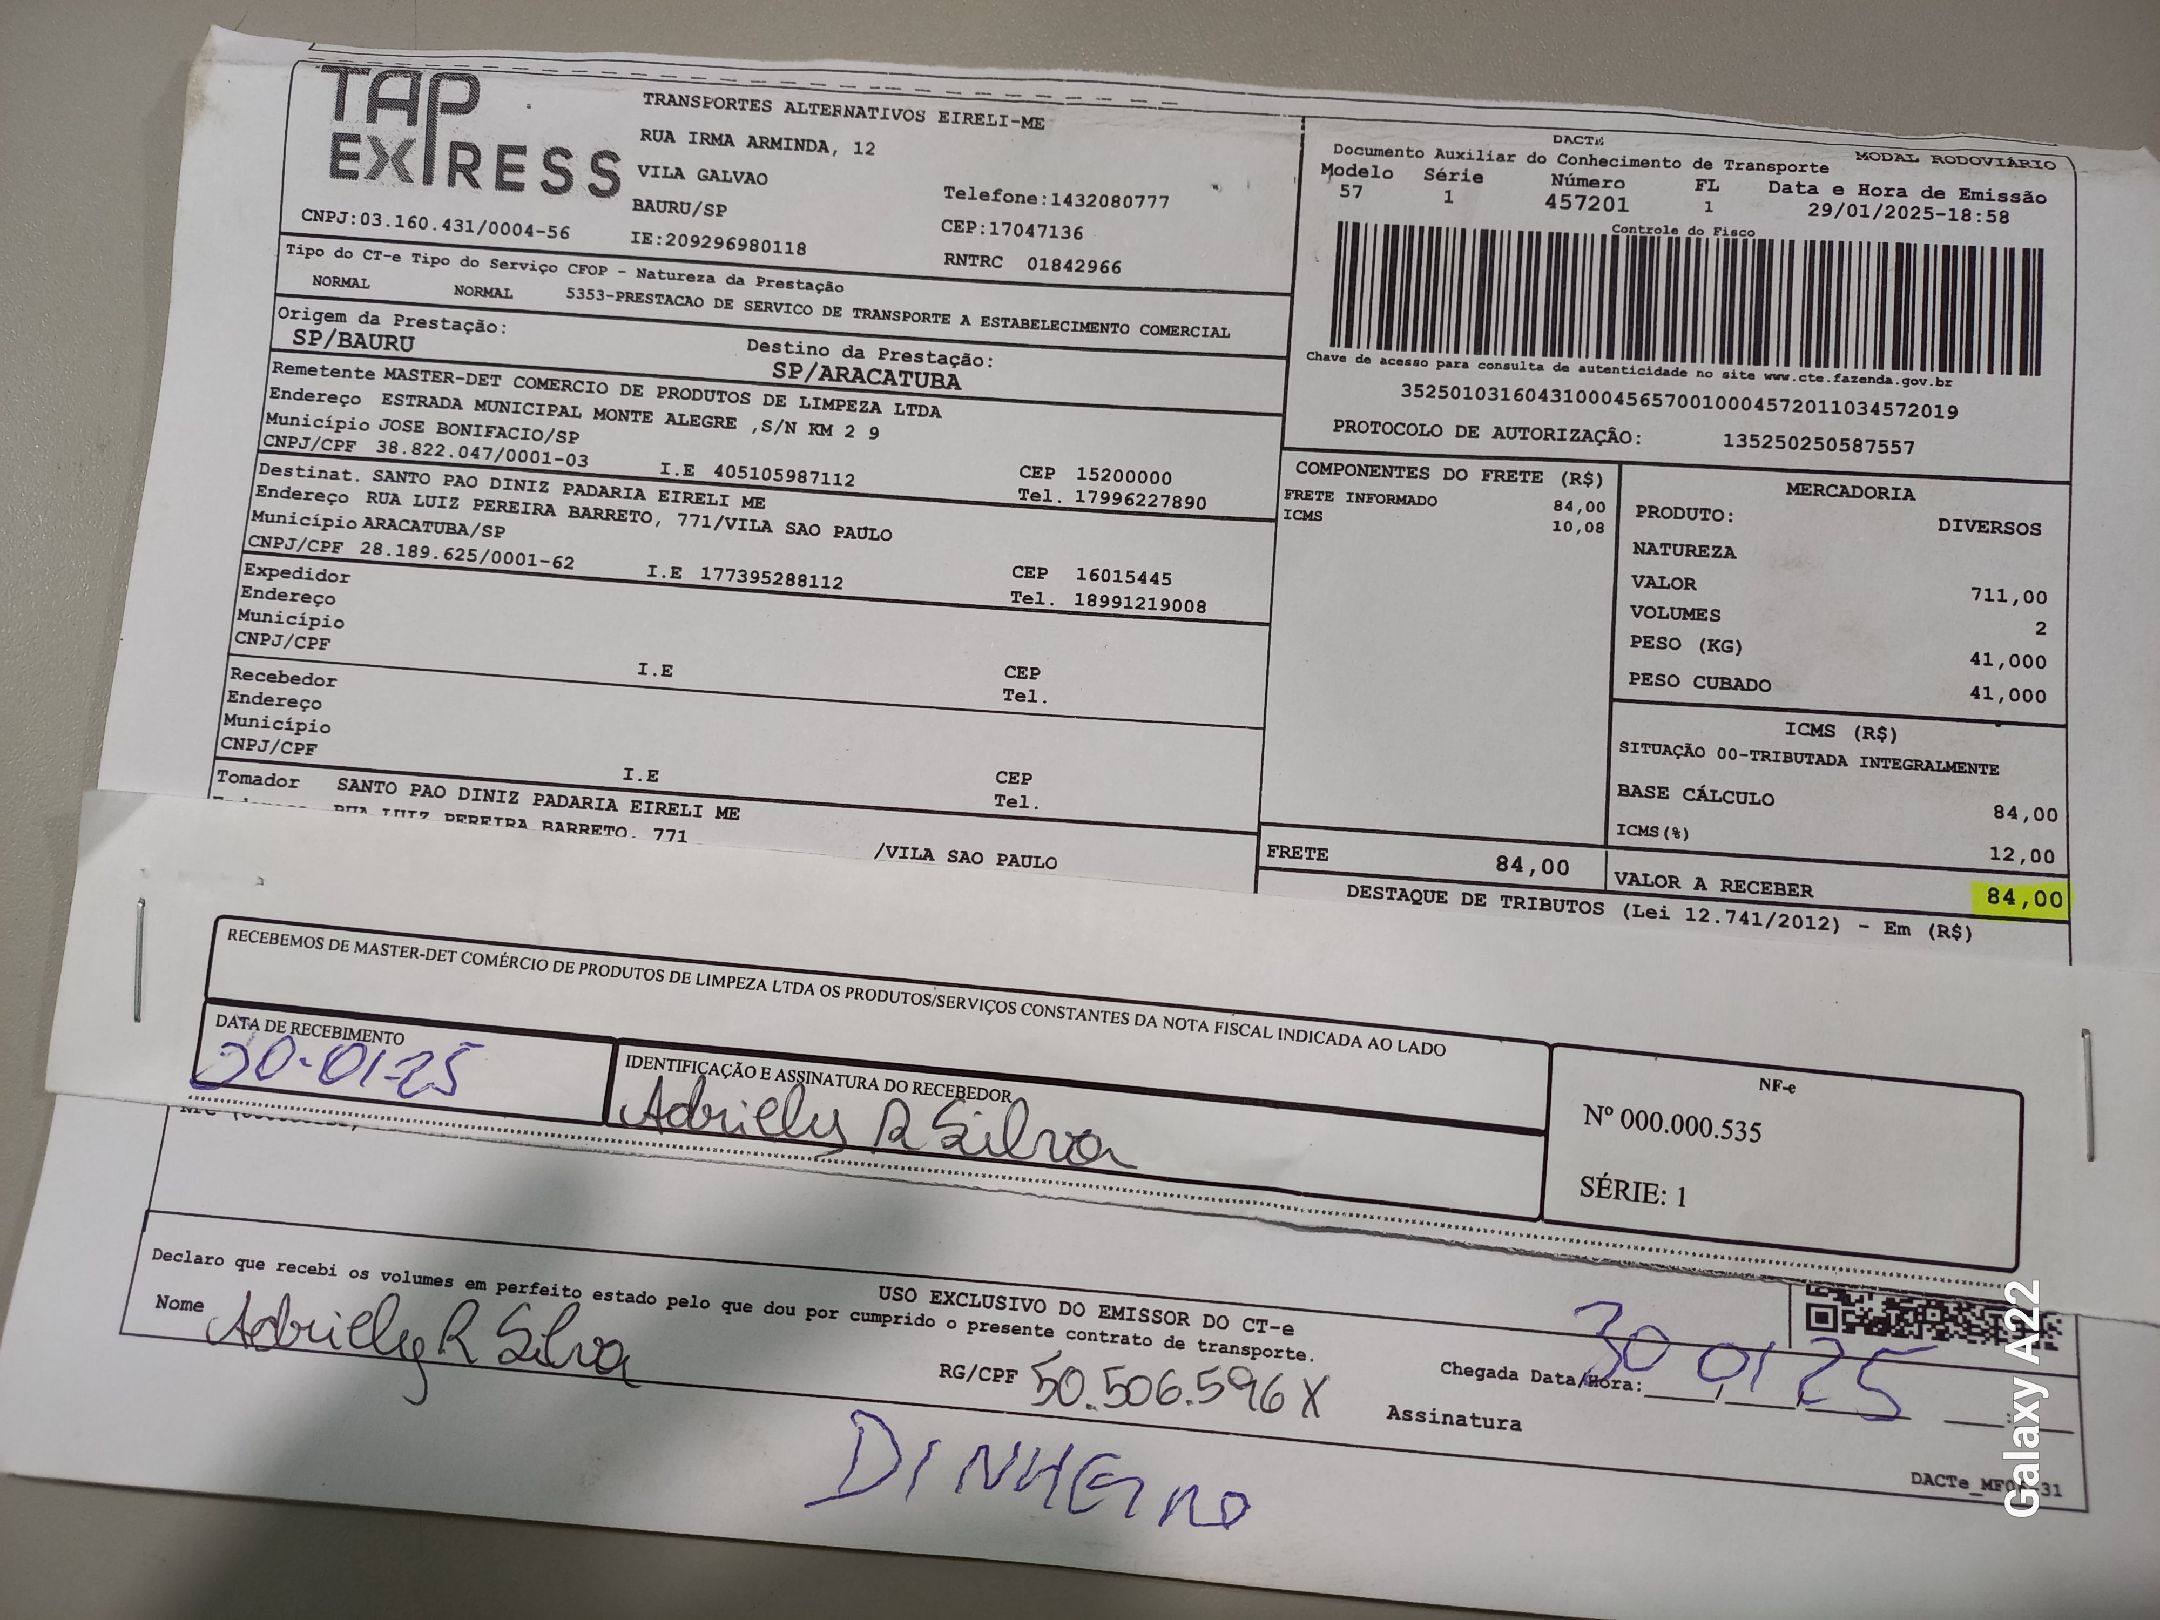 TAP EXPRESS
TRANSPORTES ALTERNATIVOS EIRELI-ME
RUA IRMA ARMINDA, 12
VILA GALVAO
BAURU/SP
Telefone:1432080777
CEP:17047136
CNPJ:03.160.431/0004-56
IE:209296980118
RNTRC 01842966
DACTE
Documento Auxiliar do Conhecimento de Transporte MODAL RODOVIÁRIO
Modelo Série Número FL Data e Hora de Emissão
57 1 457201 1 29/01/2025-18:58
Controle do Fisco
Chave de acesso para consulta de autenticidade no site www.cte.fazenda.gov.br
35250103160431000456570010004572011034572019
PROTOCOLO DE AUTORIZAÇÃO: 135250250587557
Tipo do CT-e Tipo do Serviço CFOP - Natureza da Prestação
NORMAL NORMAL 5353-PRESTACAO DE SERVICO DE TRANSPORTE A ESTABELECIMENTO COMERCIAL
Origem da Prestação: Destino da Prestação:
SP/BAURU SP/ARACATUBA
Remetente MASTER-DET COMERCIO DE PRODUTOS DE LIMPEZA LTDA
Endereço ESTRADA MUNICIPAL MONTE ALEGRE ,S/N KM 2 9
Município JOSE BONIFACIO/SP CEP 15200000
CNPJ/CPF 38.822.047/0001-03 I.E 405105987112 Tel. 17996227890
Destinat. SANTO PAO DINIZ PADARIA EIRELI ME
Endereço RUA LUIZ PEREIRA BARRETO, 771/VILA SAO PAULO
Município ARACATUBA/SP CEP 16015445
CNPJ/CPF 28.189.625/0001-62 I.E 177395288112 Tel. 18991219008
Expedidor
Endereço
Município CEP
CNPJ/CPF I.E Tel.
Recebedor
Endereço
Município CEP
CNPJ/CPF I.E Tel.
Tomador SANTO PAO DINIZ PADARIA EIRELI ME
Endereço RUA LUIZ PEREIRA BARRETO, 771 /VILA SAO PAULO
COMPONENTES DO FRETE (R$)
FRETE INFORMADO 84,00
ICMS 10,08
MERCADORIA
PRODUTO: DIVERSOS
NATUREZA
VALOR 711,00
VOLUMES 2
PESO (KG) 41,000
PESO CUBADO 41,000
ICMS (R$)
SITUAÇÃO 00-TRIBUTADA INTEGRALMENTE
BASE CÁLCULO 84,00
ICMS(%) 12,00
FRETE 84,00 VALOR A RECEBER 84,00
DESTAQUE DE TRIBUTOS (Lei 12.741/2012) - Em (R$)
RECEBEMOS DE MASTER-DET COMÉRCIO DE PRODUTOS DE LIMPEZA LTDA OS PRODUTOS/SERVIÇOS CONSTANTES DA NOTA FISCAL INDICADA AO LADO
DATA DE RECEBIMENTO
30-01-25
IDENTIFICAÇÃO E ASSINATURA DO RECEBEDOR
Adriely R Silva
NF-e
Nº 000.000.535
SÉRIE: 1
USO EXCLUSIVO DO EMISSOR DO CT-e
Declaro que recebi os volumes em perfeito estado pelo que dou por cumprido o presente contrato de transporte.
Nome Adriely R Silva RG/CPF 50.506.596X Chegada Data/Hora: 30 01 25
Assinatura
DINHEIRO
DACTe_MF0
-31
Galaxy A22